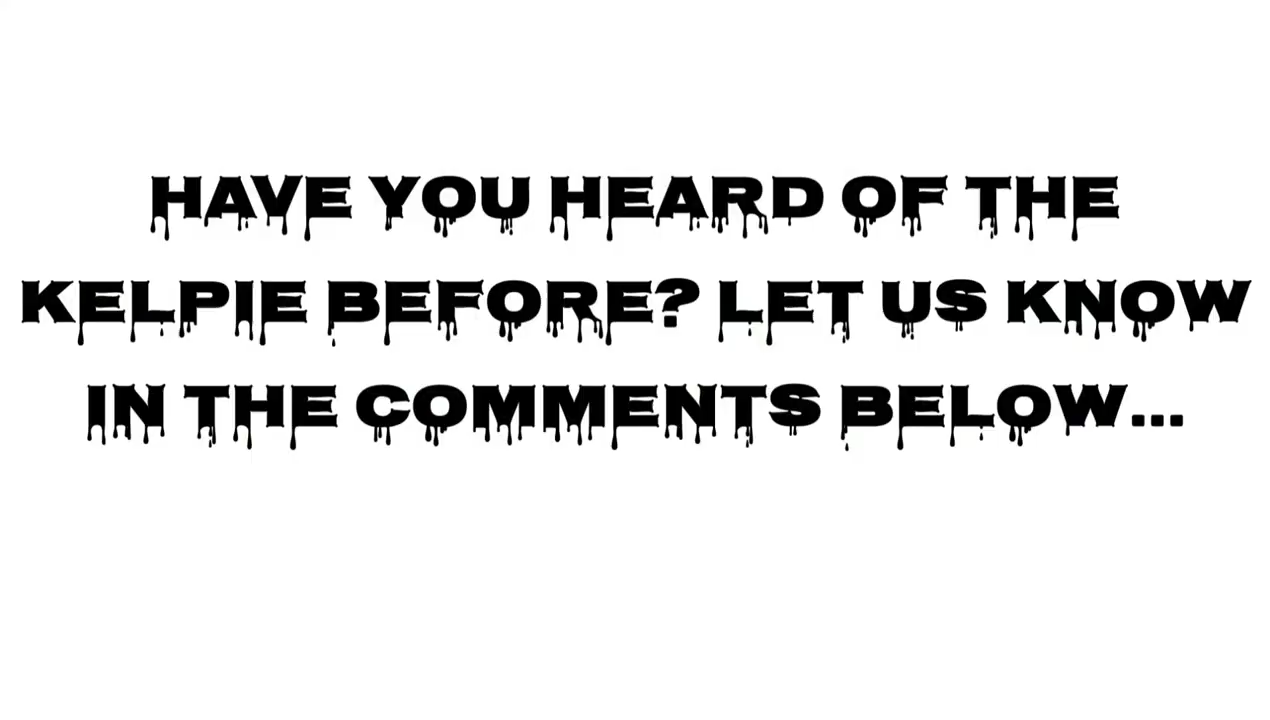 HAVE YOU HEARD OF THE
KELPIE BEFORE? LET US KNOW
IN THE COMMENTS BELOW...